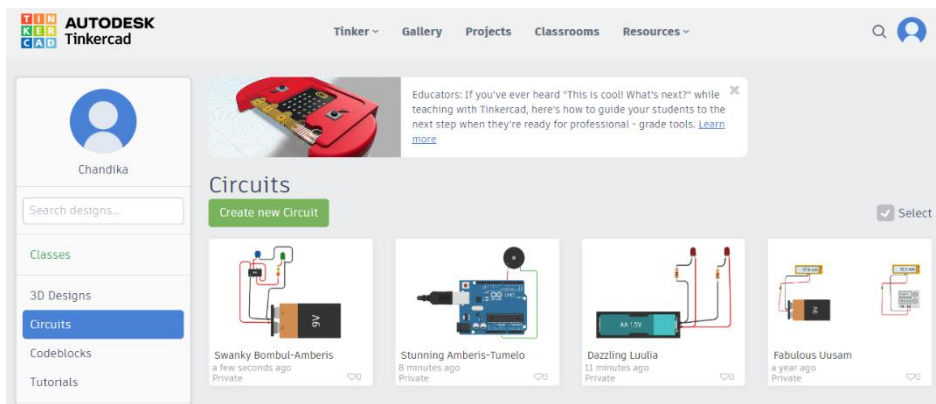 TIN
KER
CAD
AUTODESK
Tinkercad
Tinker
Gallery
Projects
Classrooms
Resources
Chandika
Search designs...
Classes
3D Designs
Circuits
Codeblocks
Tutorials
Educators: If you've ever heard "This is cool! What's next?" while
teaching with Tinkercad, here's how to guide your students to the
next step when they're ready for professional - grade tools. Learn
more
Circuits
Create new Circuit
Select
9V
Swanky Bombul-Amberis
a few seconds ago
Private
0
Stunning Amberis-Tumelo
8 minutes ago
Private
0
AA 1.5V
Dazzling Luulia
11 minutes ago
Private
0
Fabulous Uusam
a year ago
Private
0